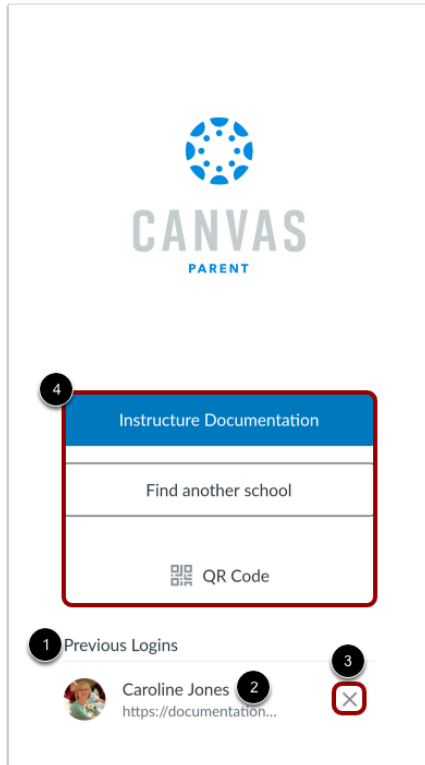 CANVAS
PARENT
4
Instructure Documentation
Find another school
QR Code
1 Previous Logins
3
Caroline Jones 2
https://documentation...